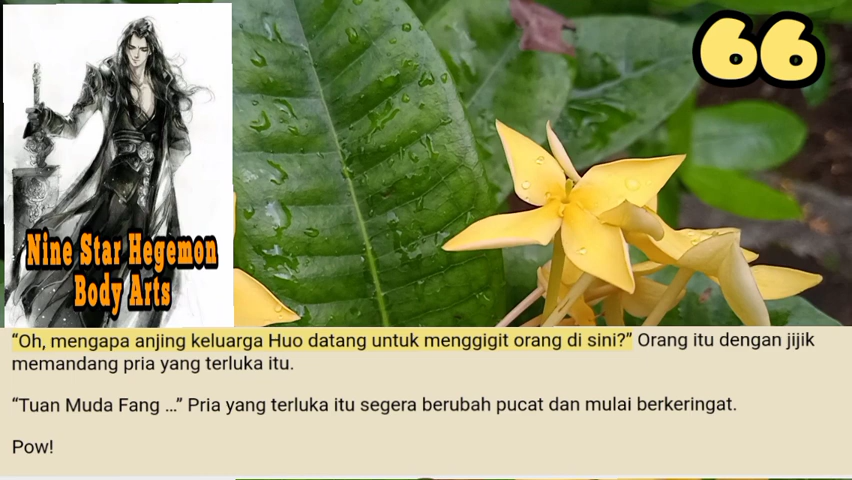 66
Nine Star Hegemon
Body Arts
“Oh, mengapa anjing keluarga Huo datang untuk menggigit orang di sini?” Orang itu dengan jijik
memandang pria yang terluka itu.
“Tuan Muda Fang ...” Pria yang terluka itu segera berubah pucat dan mulai berkeringat.
Pow!